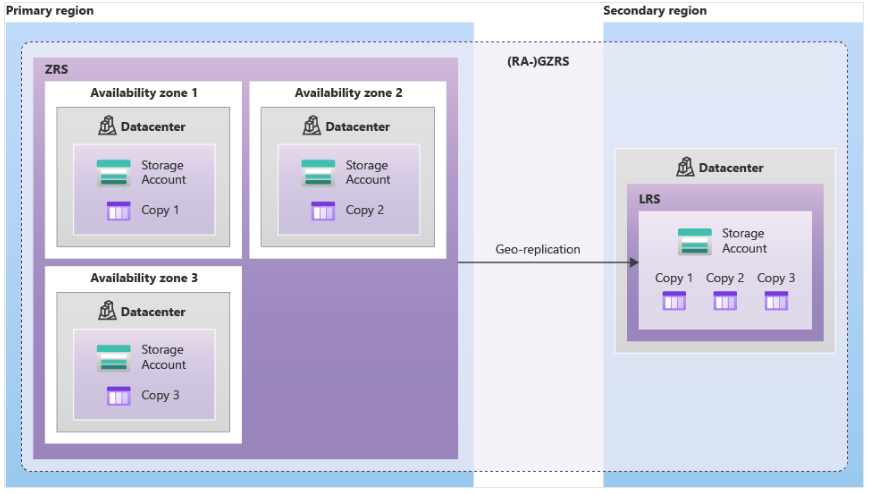 Primary region
Secondary region
(RA-)GZRS
ZRS
Availability zone 1
Datacenter
Storage
Account
Copy 1
Availability zone 2
Datacenter
Storage
Account
Copy 2
Availability zone 3
Datacenter
Storage
Account
Copy 3
Geo-replication
Datacenter
LRS
Storage
Account
Copy 1 Copy 2 Copy 3